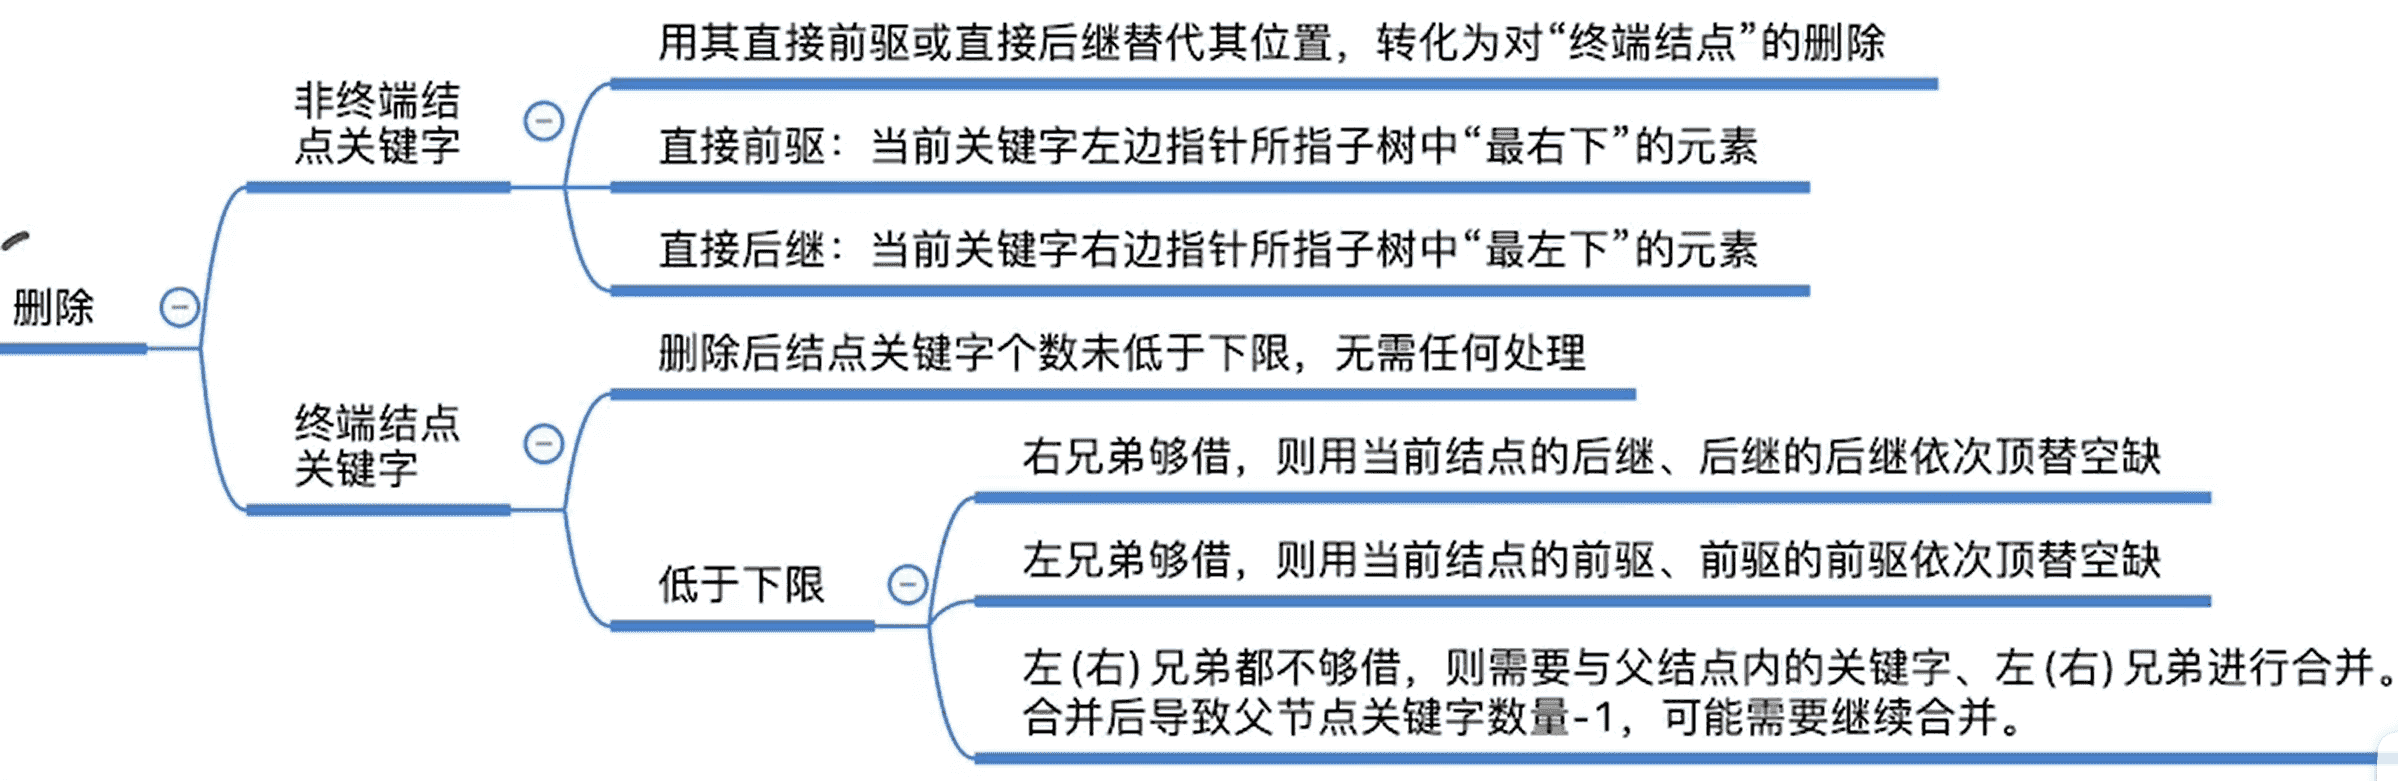 用其直接前驱或直接后继替代其位置，转化为对“终端结点”的删除
非终端结
点关键字
直接前驱：当前关键字左边指针所指子树中“最右下”的元素
直接后继：当前关键字右边指针所指子树中“最左下”的元素
删除
删除后结点关键字个数未低于下限，无需任何处理
终端结点
关键字
右兄弟够借，则用当前结点的后继、后继的后继依次顶替空缺
左兄弟够借，则用当前结点的前驱、前驱的前驱依次顶替空缺
低于下限
左(右)兄弟都不够借，则需要与父结点内的关键字、左(右)兄弟进行合并。
合并后导致父节点关键字数量-1，可能需要继续合并。